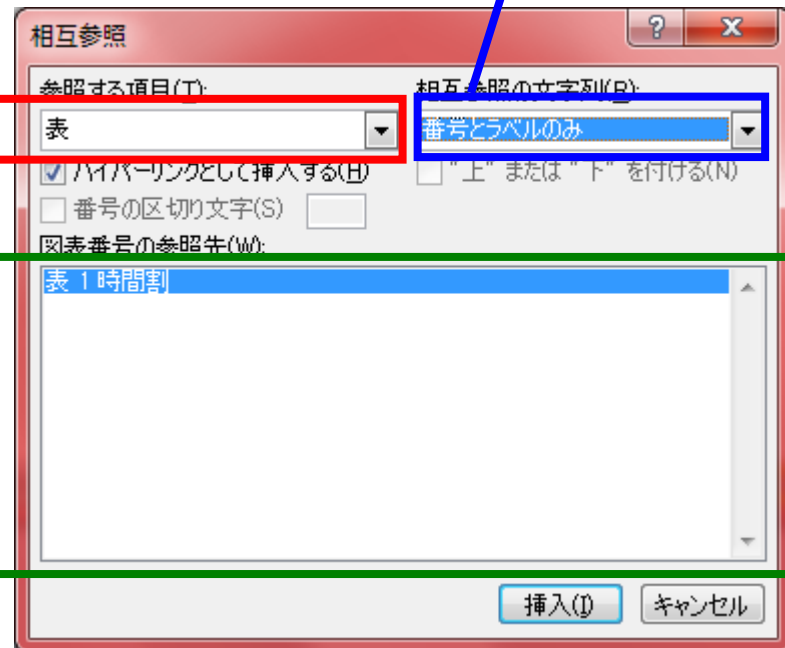 相互参照
参照する項目(T):
相互参照の文字列(R):
表
番号とラベルのみ
ハイパーリンクとして挿入する(H)
"上" または "下" を付ける(N)
番号の区切り文字(S)
図表番号の参照先(W):
表 1 時間割
挿入(I)
キャンセル